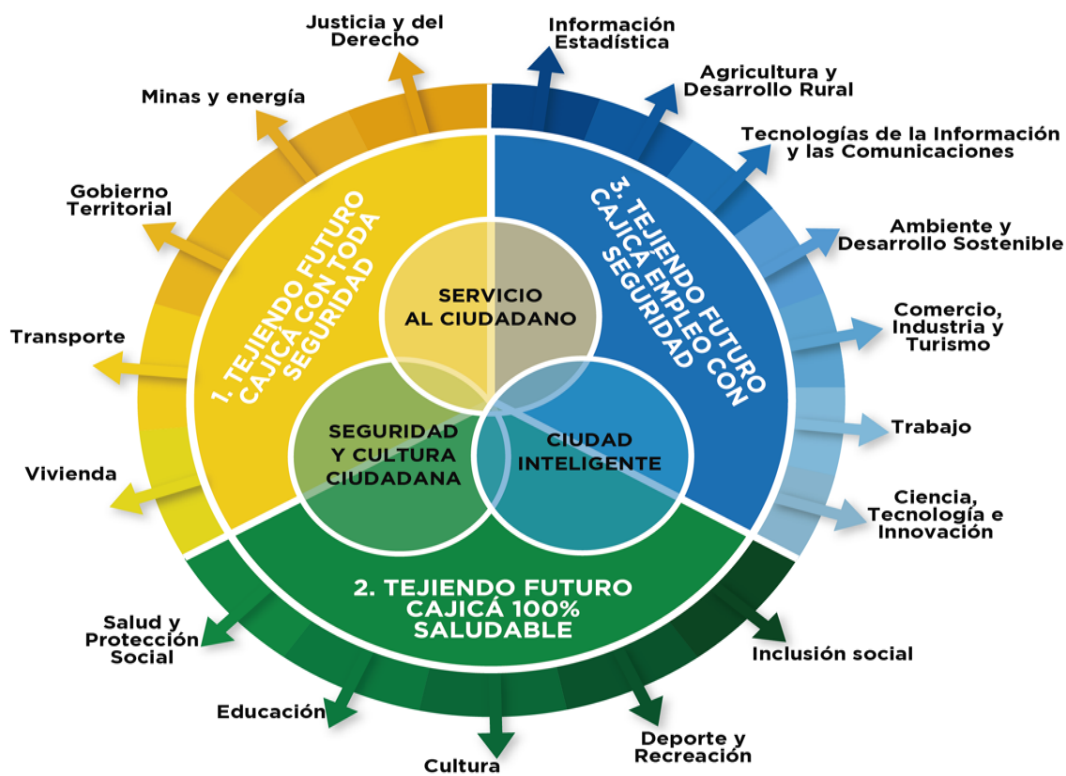 Justicia y del
Derecho
Minas y energía
Gobierno
Territorial
Transporte
Vivienda
1. TEJIENDO FUTURO
CAJICÁ CON TODA
SEGURIDAD
Información
Estadística
Agricultura y
Desarrollo Rural
Tecnologías de la Información
y las Comunicaciones
Ambiente y
Desarrollo Sostenible
Comercio,
Industria y
Turismo
Trabajo
Ciencia,
Tecnología e
Innovación
3. TEJIENDO FUTURO
CAJICÁ EMPLEO CON
SEGURIDAD
SERVICIO
AL CIUDADANO
SEGURIDAD
Y CULTURA
CIUDADANA
CIUDAD
INTELIGENTE
2. TEJIENDO FUTURO
CAJICÁ 100%
SALUDABLE
Salud y
Protección
Social
Educación
Cultura
Deporte y
Recreación
Inclusión social